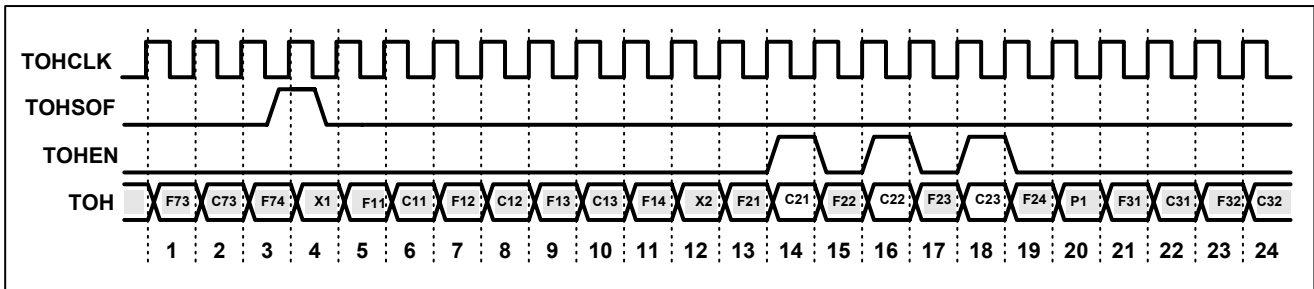 TOHCLK
TOHSOF
TOHEN
TOH F73 C73 F74 X1 F11 C11 F12 C12 F13 C13 F14 X2 F21 C21 F22 C22 F23 C23 F24 P1 F31 C31 F32 C32
1 2 3 4 5 6 7 8 9 10 11 12 13 14 15 16 17 18 19 20 21 22 23 24